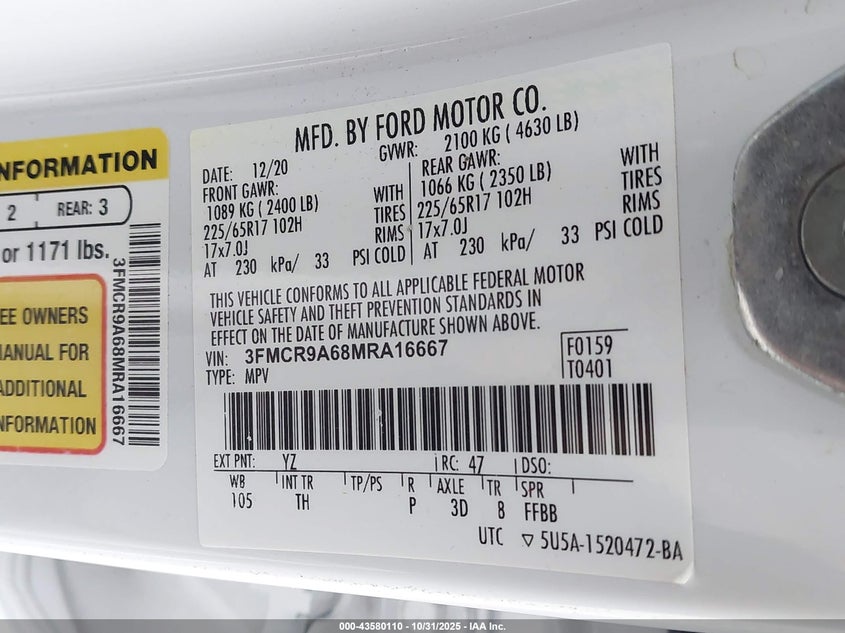 NFORMATION
2 REAR: 3
or 1171 lbs.
EE OWNERS
MANUAL FOR
ADDITIONAL
NFORMATION
3FMCR9A68MRA16667
MFD. BY FORD MOTOR CO.
DATE: 12/20 GVWR: 2100 KG ( 4630 LB)
FRONT GAWR: WITH
1089 KG ( 2400 LB) TIRES
225/65R17 102H RIMS
17x7.0J PSI COLD
AT 230 kPa/ 33
REAR GAWR: WITH
1066 KG ( 2350 LB) TIRES
225/65R17 102H RIMS
17x7.0J PSI COLD
AT 230 kPa/ 33
THIS VEHICLE CONFORMS TO ALL APPLICABLE FEDERAL MOTOR
VEHICLE SAFETY AND THEFT PREVENTION STANDARDS IN
EFFECT ON THE DATE OF MANUFACTURE SHOWN ABOVE.
VIN: 3FMCR9A68MRA16667
TYPE: MPV
F0159
T0401
EXT PNT: YZ RC: 47 DSO:
WB INT TR TP/PS R AXLE TR SPR
105 TH P 3D 8 FFBB
UTC ▽ 5U5A-1520472-BA
000-43580110 - 10/31/2025 - IAA Inc.